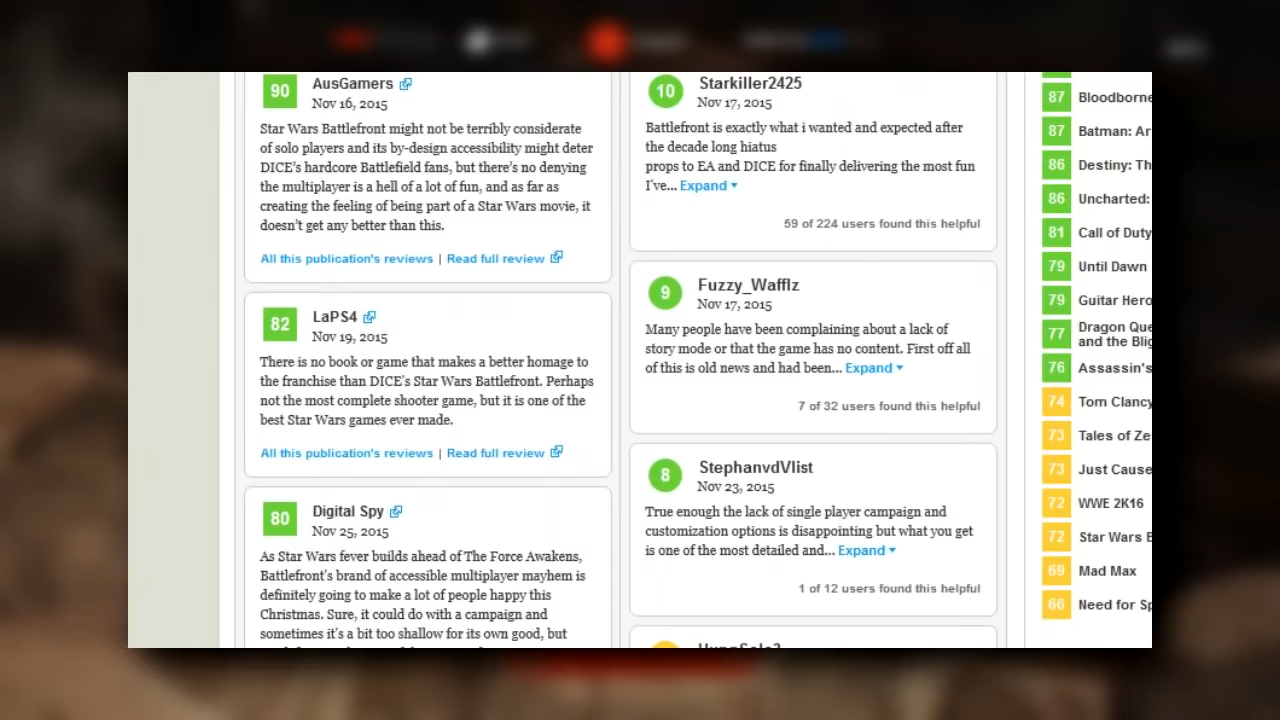 90
AusGamers
Nov 16, 2015
Star Wars Battlefront might not be terribly considerate
of solo players and its by-design accessibility might deter
DICE's hardcore Battlefield fans, but there's no denying
the multiplayer is a hell of a lot of fun, and as far as
creating the feeling of being part of a Star Wars movie, it
doesn't get any better than this.
All this publication's reviews | Read full review
82
LaPS4
Nov 19, 2015
There is no book or game that makes a better homage to
the franchise than DICE's Star Wars Battlefront. Perhaps
not the most complete shooter game, but it is one of the
best Star Wars games ever made.
All this publication's reviews | Read full review
80
Digital Spy
Nov 25, 2015
As Star Wars fever builds ahead of The Force Awakens,
Battlefront's brand of accessible multiplayer mayhem is
definitely going to make a lot of people happy this
Christmas. Sure, it could do with a campaign and
sometimes it's a bit too shallow for its own good, but
10
Starkiller2425
Nov 17, 2015
Battlefront is exactly what i wanted and expected after
the decade long hiatus
props to EA and DICE for finally delivering the most fun
I've... Expand
59 of 224 users found this helpful
9
Fuzzy_Wafflz
Nov 17, 2015
Many people have been complaining about a lack of
story mode or that the game has no content. First off all
of this is old news and had been... Expand
7 of 32 users found this helpful
8
StephanvdVlist
Nov 23, 2015
True enough the lack of single player campaign and
customization options is disappointing but what you get
is one of the most detailed and... Expand
1 of 12 users found this helpful
87 Bloodborne
87 Batman: Ar
86 Destiny: Th
86 Uncharted:
81 Call of Duty
79 Until Dawn
79 Guitar Hero
77 Dragon Que
and the Blig
76 Assassin's
74 Tom Clancy
73 Tales of Ze
73 Just Cause
72 WWE 2K16
72 Star Wars B
69 Mad Max
66 Need for Sp